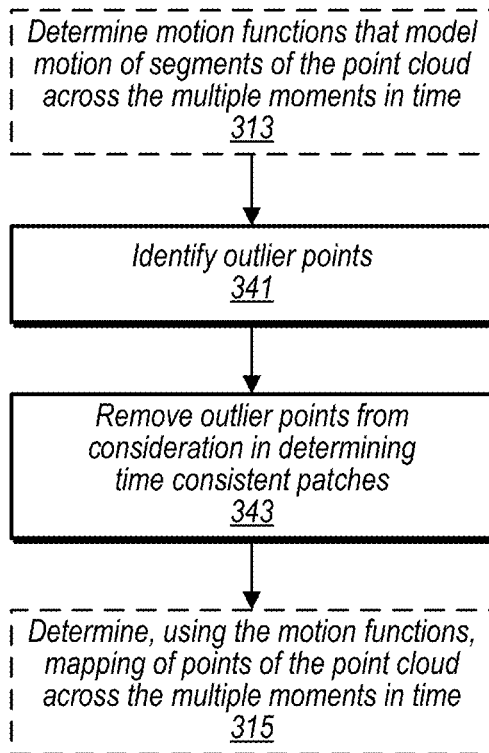 Determine motion functions that model
motion of segments of the point cloud
across the multiple moments in time
313
Identify outlier points
341
Remove outlier points from
consideration in determining
time consistent patches
343
Determine, using the motion functions,
mapping of points of the point cloud
across the multiple moments in time
315